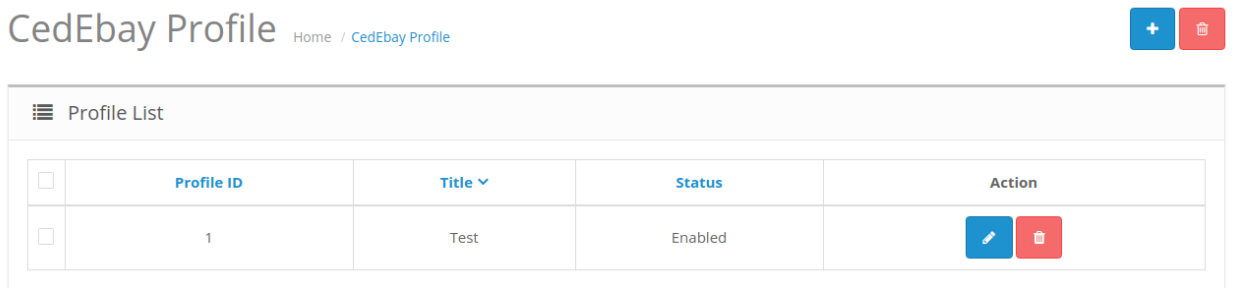 CedEbay Profile Home / CedEbay Profile
Profile List
Profile ID Title Status Action
1 Test Enabled